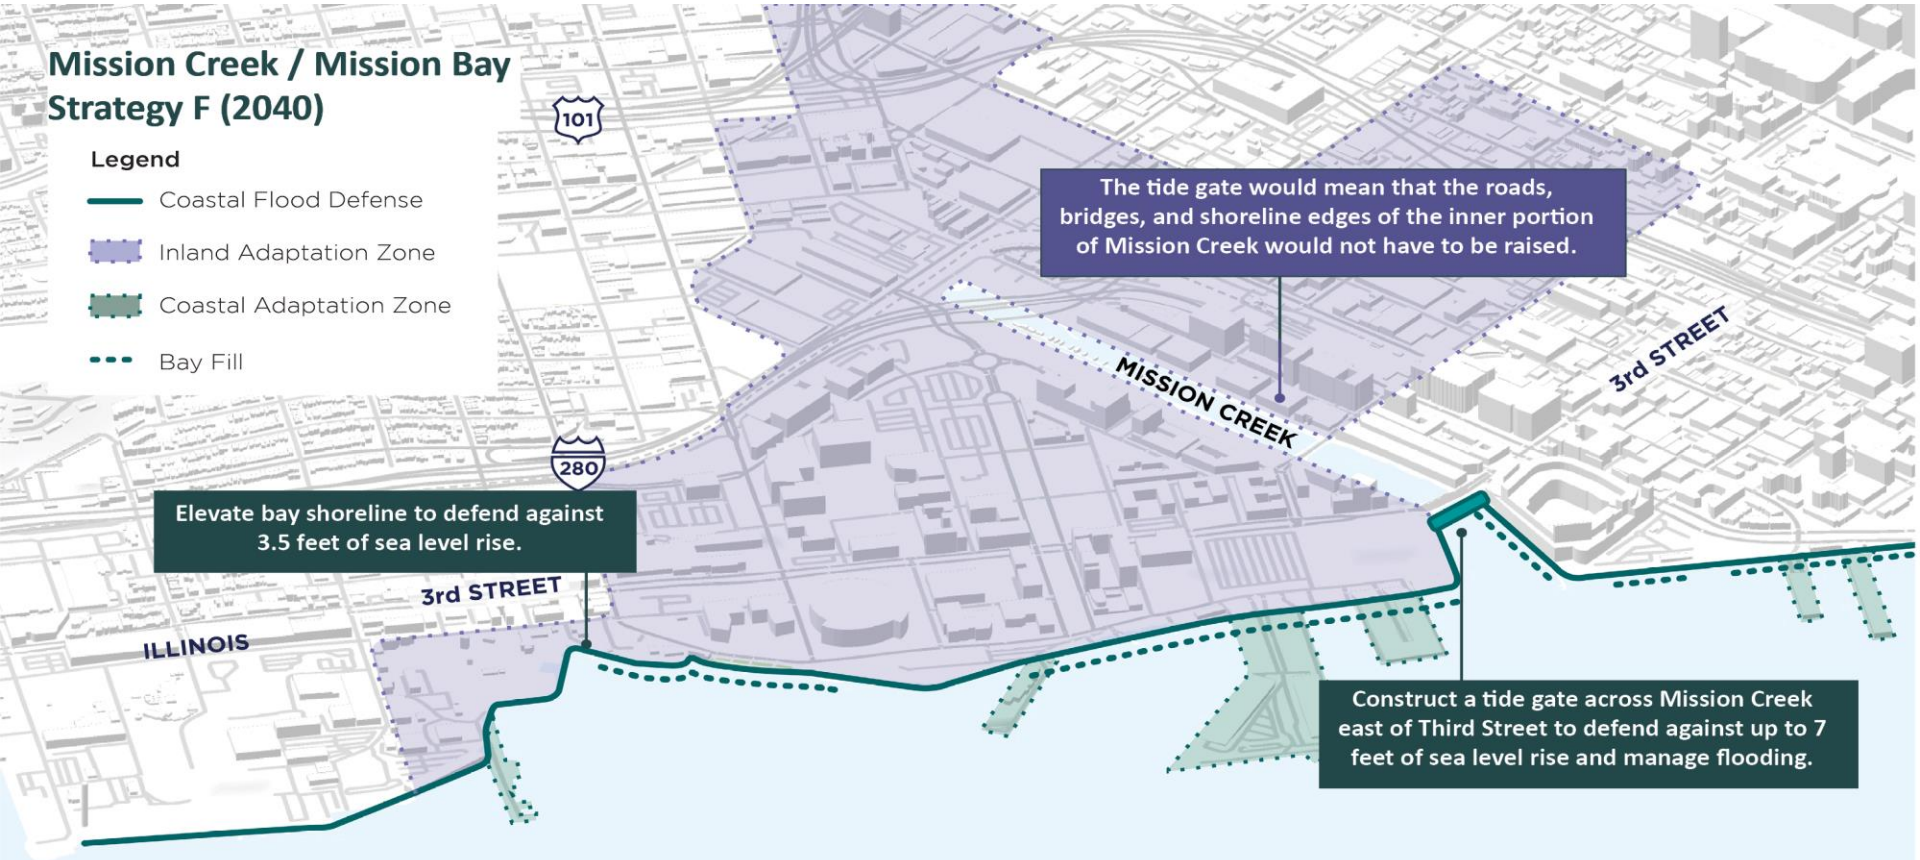 Mission Creek / Mission Bay
Strategy F (2040)
Legend
Coastal Flood Defense
Inland Adaptation Zone
Coastal Adaptation Zone
Bay Fill
101
The tide gate would mean that the roads,
bridges, and shoreline edges of the inner portion
of Mission Creek would not have to be raised.
3rd STREET
MISSION CREEK
280
Elevate bay shoreline to defend against
3.5 feet of sea level rise.
3rd STREET
ILLINOIS
Construct a tide gate across Mission Creek
east of Third Street to defend against up to 7
feet of sea level rise and manage flooding.